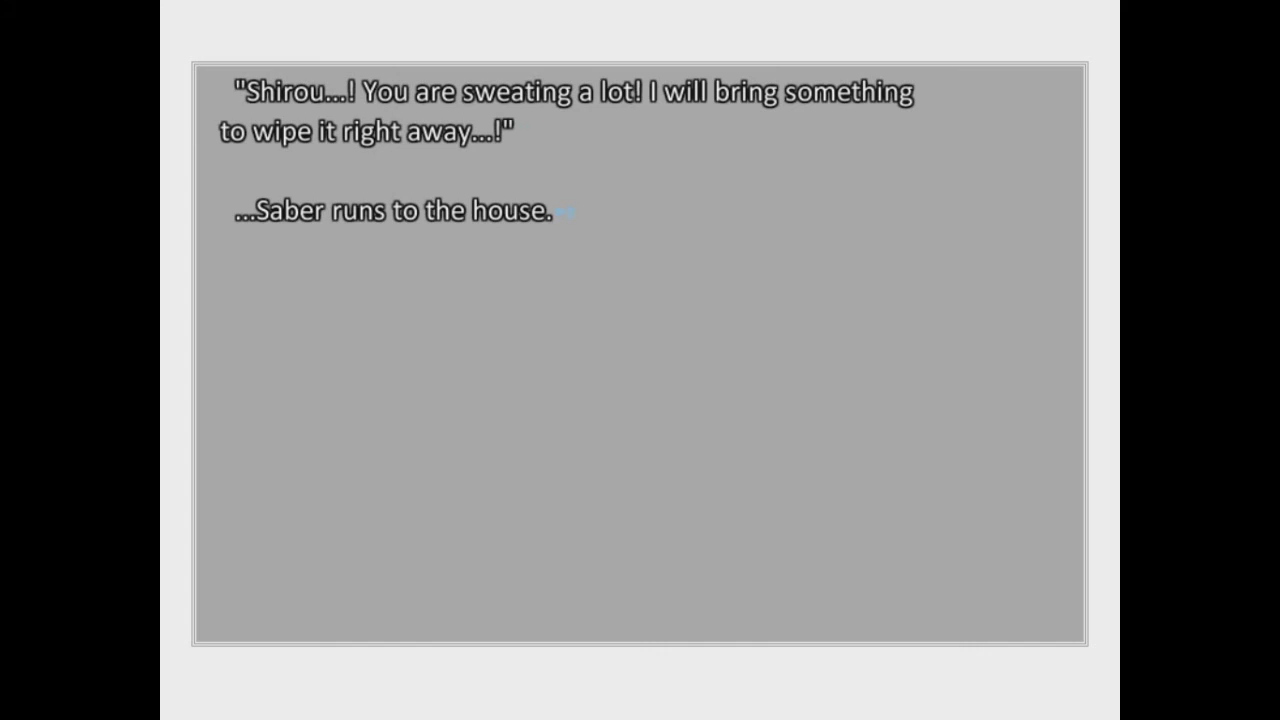 "Shirou...! You are sweating a lot! I will bring something
to wipe it right away...!"
...Saber runs to the house.